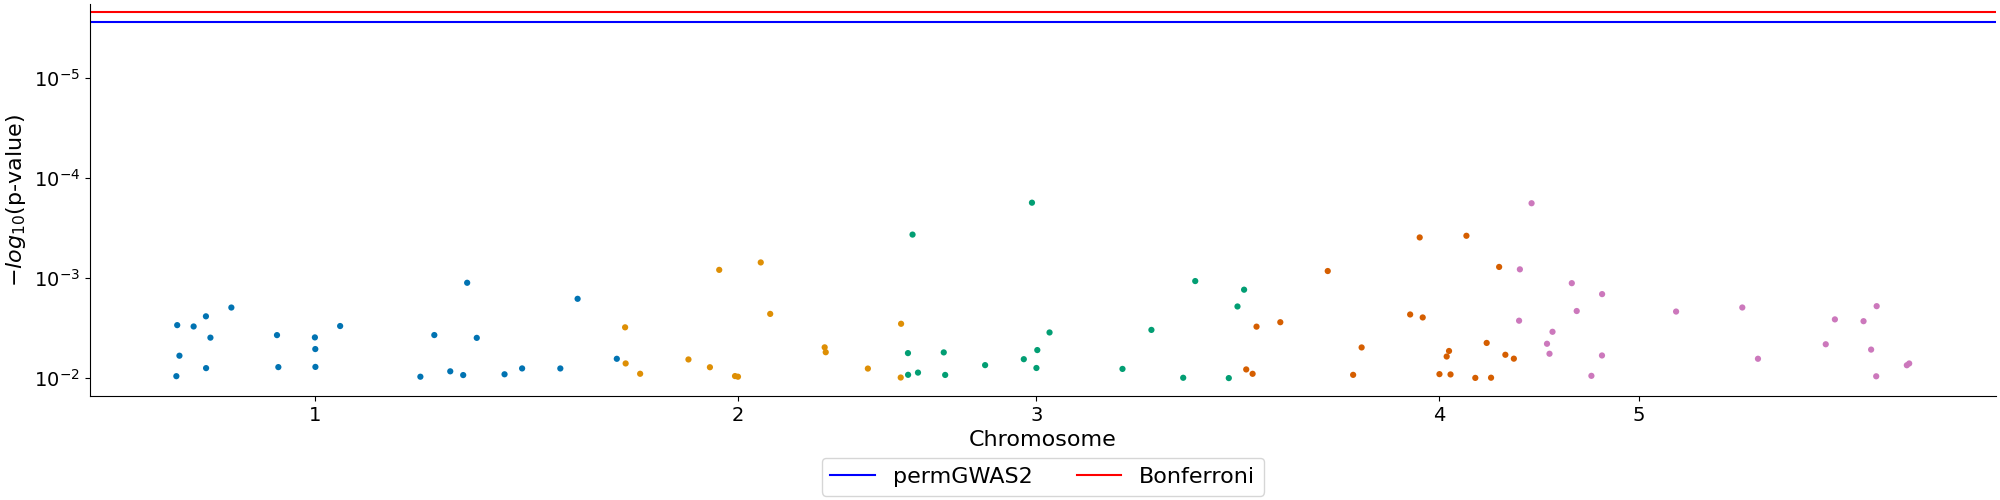 10⁻⁵
10⁻⁴
10⁻³
10⁻²
−log₁₀(p-value)
1 2 3 4 5
Chromosome
permGWAS2 Bonferroni